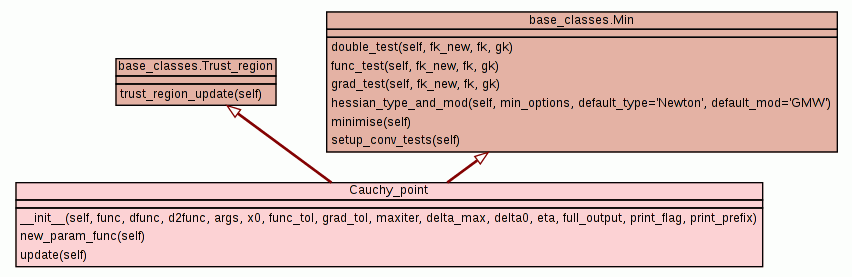 base_classes.Min
double_test(self, fk_new, fk, gk)
func_test(self, fk_new, fk, gk)
grad_test(self, fk_new, fk, gk)
hessian_type_and_mod(self, min_options, default_type='Newton', default_mod='GMW')
minimise(self)
setup_conv_tests(self)
base_classes.Trust_region
trust_region_update(self)
Cauchy_point
__init__(self, func, dfunc, d2func, args, x0, func_tol, grad_tol, maxiter, delta_max, delta0, eta, full_output, print_flag, print_prefix)
new_param_func(self)
update(self)